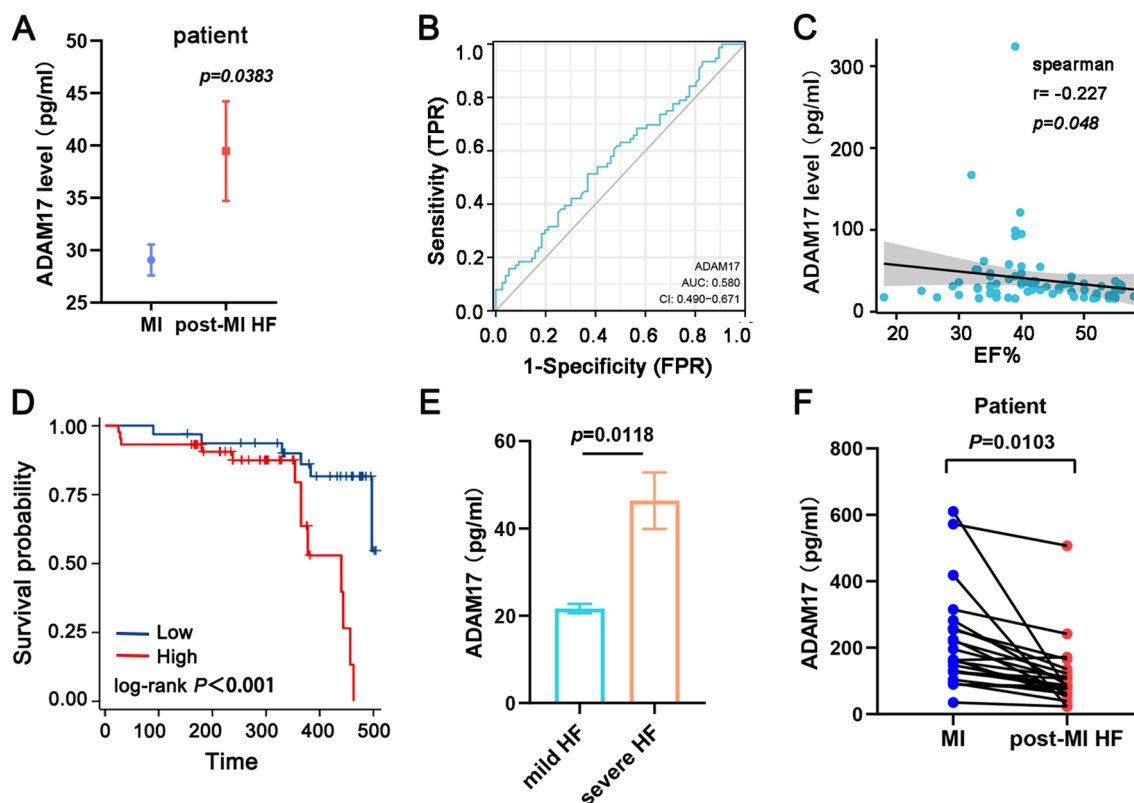 A
patient
p=0.0383
ADAM17 level (pg/ml)
50
45
40
35
30
25
MI
post-MI HF
B
Sensitivity (TPR)
1.0
0.8
0.6
0.4
0.2
0.0
ADAM17
AUC: 0.580
CI: 0.490-0.671
0.0 0.2 0.4 0.6 0.8 1.0
1-Specificity (FPR)
C
ADAM17 level (pg/ml)
300
200
100
0
spearman
r= -0.227
p=0.048
20 30 40 50
EF%
D
Survival probability
1.00
0.75
0.50
0.25
0.00
Low
High
log-rank P<0.001
0 100 200 300 400 500
Time
E
p=0.0118
ADAM17 (pg/ml)
60
40
20
0
mild HF
severe HF
F
Patient
P=0.0103
ADAM17 (pg/ml)
800
600
400
200
0
MI
post-MI HF